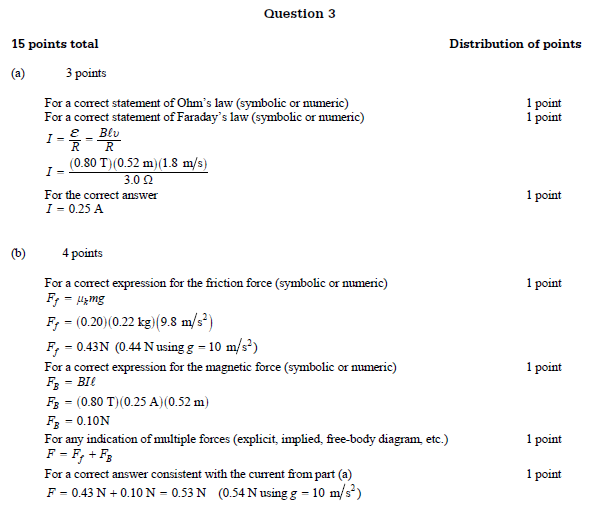 Question 3
15 points total Distribution of points
(a) 3 points
For a correct statement of Ohm's law (symbolic or numeric) 1 point
For a correct statement of Faraday's law (symbolic or numeric) 1 point
I = ℰ/R = Bℓυ/R
I = (0.80 T)(0.52 m)(1.8 m/s)/3.0 Ω
For the correct answer 1 point
I = 0.25 A
(b) 4 points
For a correct expression for the friction force (symbolic or numeric) 1 point
F_f = μ_k mg
F_f = (0.20)(0.22 kg)(9.8 m/s²)
F_f = 0.43N (0.44 N using g = 10 m/s²)
For a correct expression for the magnetic force (symbolic or numeric) 1 point
F_B = BIℓ
F_B = (0.80 T)(0.25 A)(0.52 m)
F_B = 0.10N
For any indication of multiple forces (explicit, implied, free-body diagram, etc.) 1 point
F = F_f + F_B
For a correct answer consistent with the current from part (a) 1 point
F = 0.43 N + 0.10 N = 0.53 N (0.54 N using g = 10 m/s²)